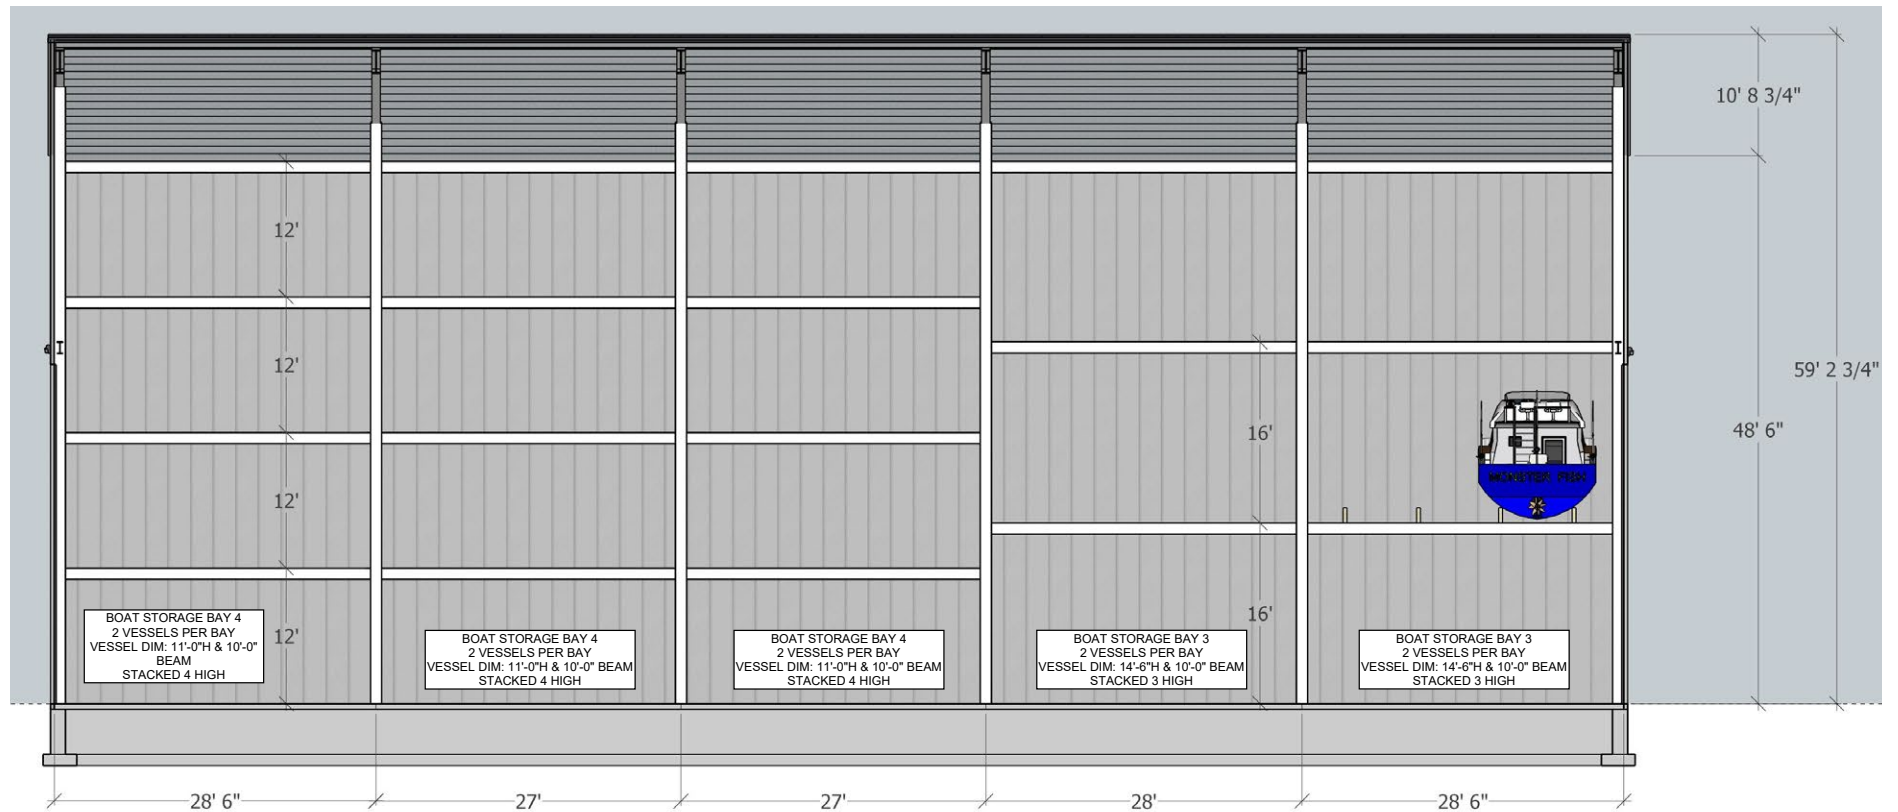 10' 8 3/4"
12'
12'
59' 2 3/4"
16'
48' 6"
12'
16'
12'
BOAT STORAGE BAY 4
2 VESSELS PER BAY
VESSEL DIM: 11'-0"H & 10'-0"
BEAM
STACKED 4 HIGH
BOAT STORAGE BAY 4
2 VESSELS PER BAY
VESSEL DIM: 11'-0"H & 10'-0" BEAM
STACKED 4 HIGH
BOAT STORAGE BAY 4
2 VESSELS PER BAY
VESSEL DIM: 11'-0"H & 10'-0" BEAM
STACKED 4 HIGH
BOAT STORAGE BAY 3
2 VESSELS PER BAY
VESSEL DIM: 14'-6"H & 10'-0" BEAM
STACKED 3 HIGH
BOAT STORAGE BAY 3
2 VESSELS PER BAY
VESSEL DIM: 14'-6"H & 10'-0" BEAM
STACKED 3 HIGH
28' 6"
27'
27'
28'
28' 6"